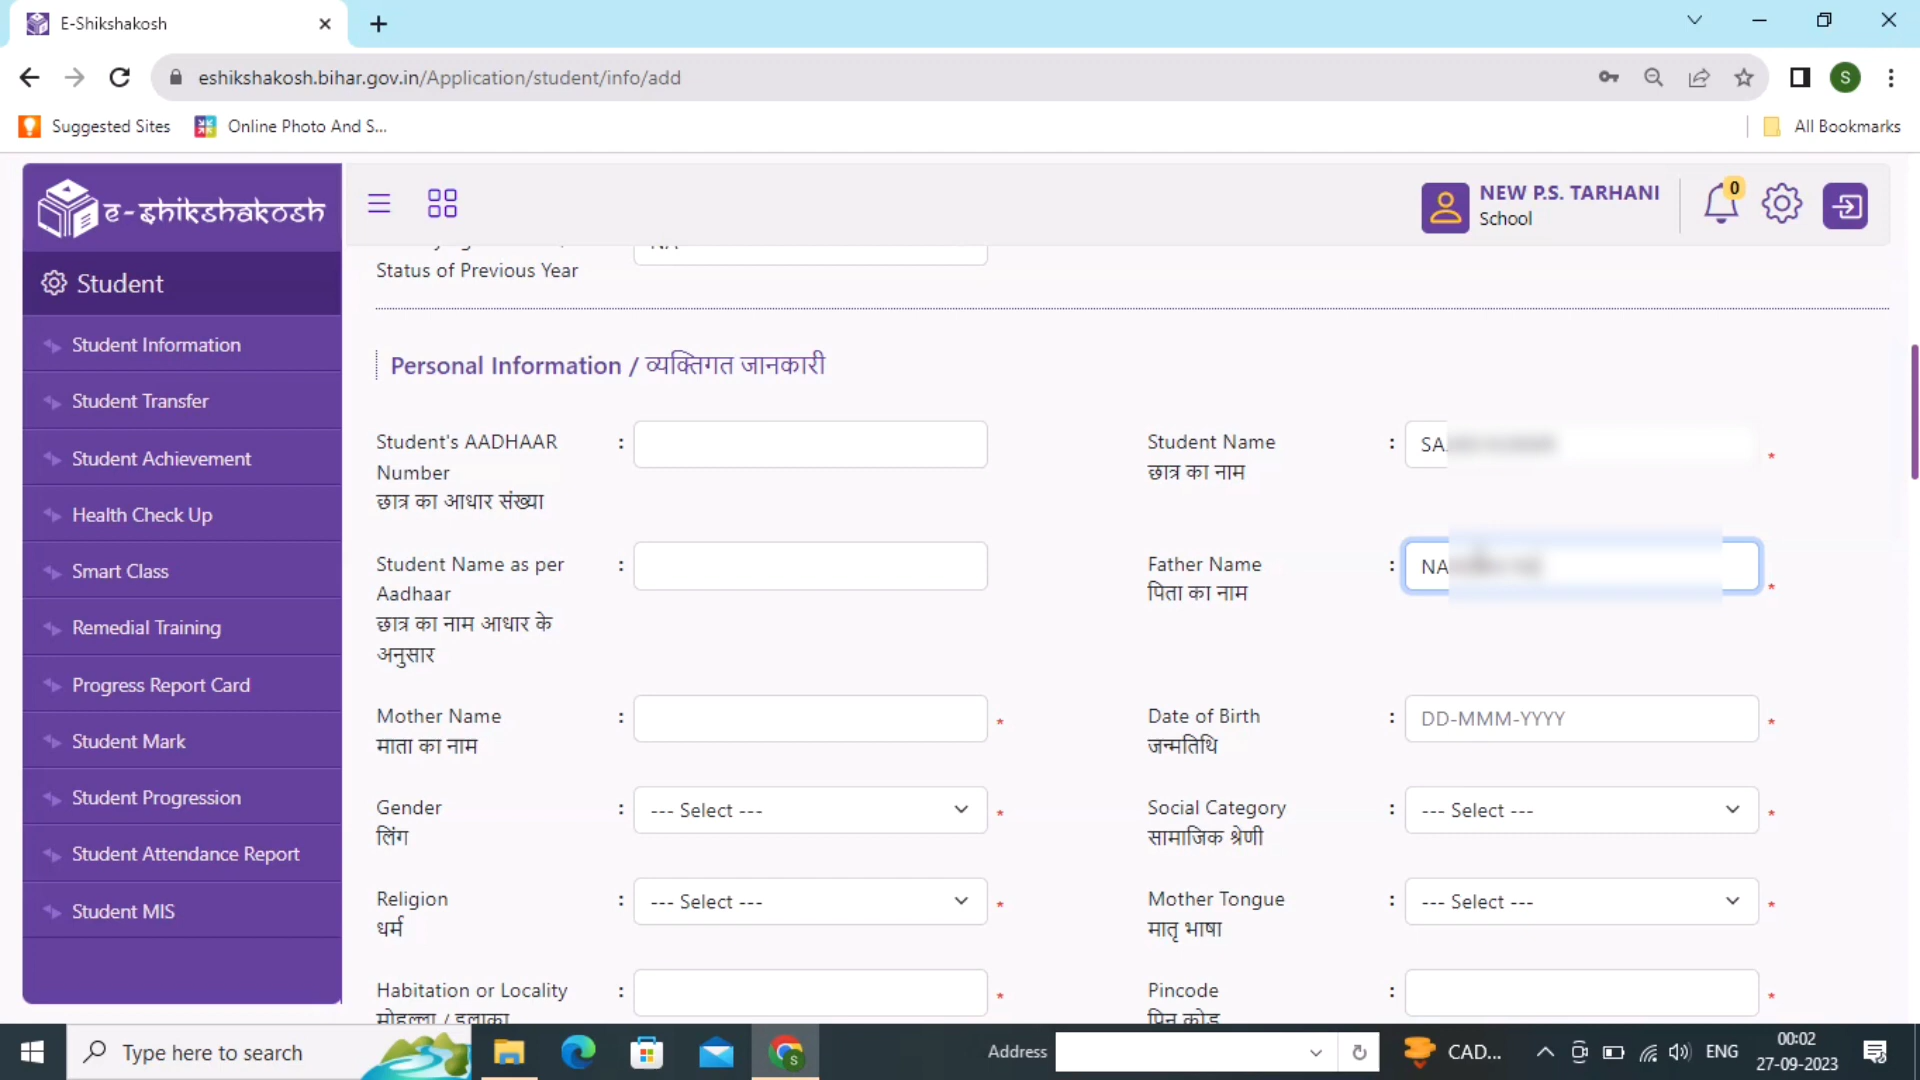 E-Shikshakosh
eshikshakosh.bihar.gov.in/Application/student/info/add
S
Suggested Sites
Online Photo And S...
All Bookmarks
e-shikshakosh
NEW P.S. TARHANI
School
0
Student
Student Information
Student Transfer
Student Achievement
Health Check Up
Smart Class
Remedial Training
Progress Report Card
Student Mark
Student Progression
Student Attendance Report
Student MIS
Status of Previous Year
Personal Information / व्यक्तिगत जानकारी
Student's AADHAAR
Number
छात्र का आधार संख्या
:
Student Name
छात्र का नाम
: SA
*
Student Name as per
Aadhaar
छात्र का नाम आधार के
अनुसार
:
Father Name
पिता का नाम
: NA
*
Mother Name
माता का नाम
: *
Date of Birth
जन्मतिथि
: DD-MMM-YYYY *
Gender
लिंग
: --- Select --- *
Social Category
सामाजिक श्रेणी
: --- Select --- *
Religion
धर्म
: --- Select --- *
Mother Tongue
मातृ भाषा
: --- Select --- *
Habitation or Locality
मोहल्ला / इलाका
: *
Pincode
पिन कोड
: *
Type here to search
S
Address
CAD...
ENG
00:02
27-09-2023